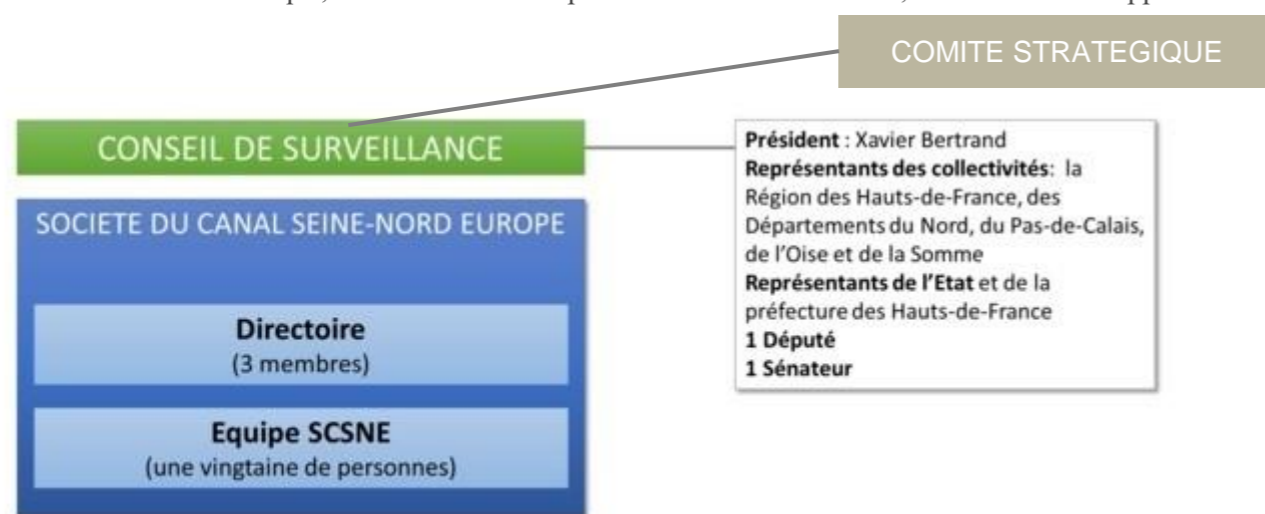 COMITE STRATEGIQUE
CONSEIL DE SURVEILLANCE
SOCIETE DU CANAL SEINE-NORD EUROPE
Directoire
(3 membres)
Equipe SCSNE
(une vingtaine de personnes)
Président : Xavier Bertrand
Représentants des collectivités: la
Région des Hauts-de-France, des
Départements du Nord, du Pas-de-Calais,
de l'Oise et de la Somme
Représentants de l'Etat et de la
préfecture des Hauts-de-France
1 Député
1 Sénateur